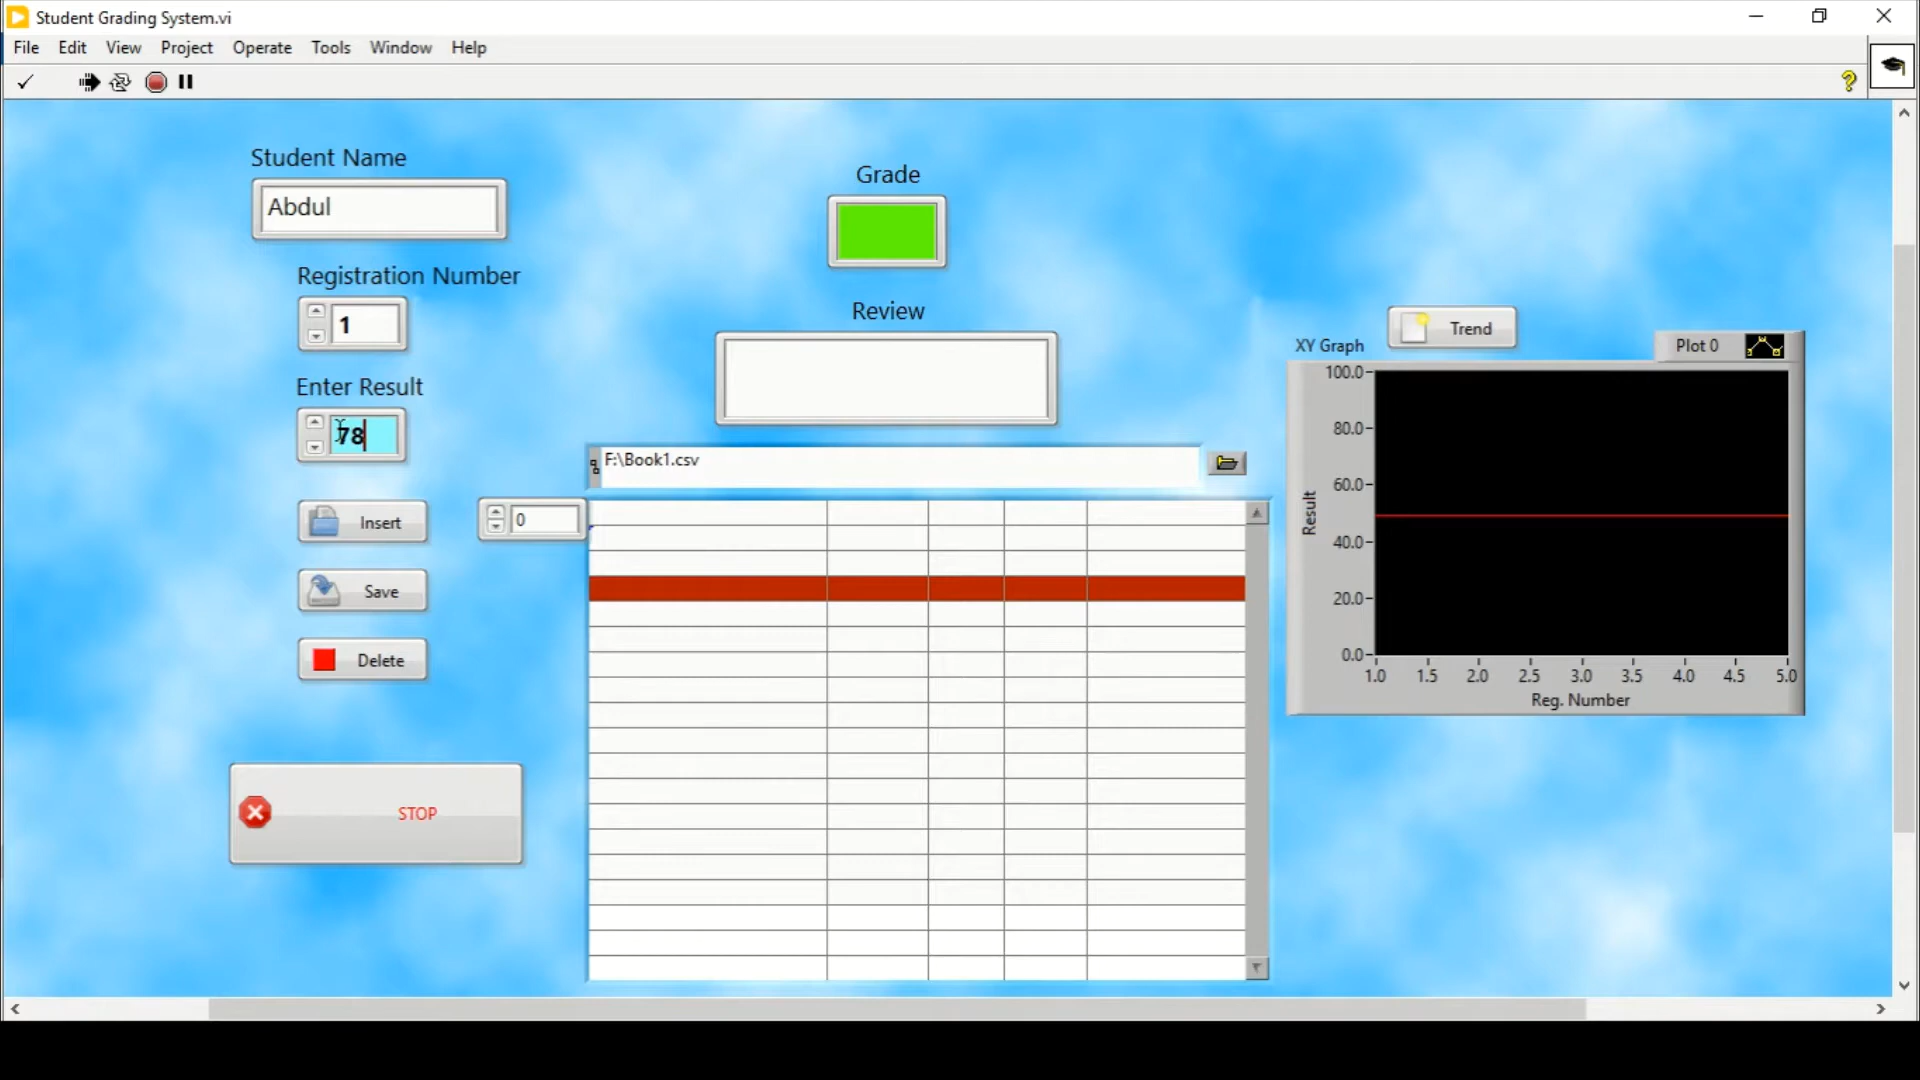 Student Grading System.vi
File Edit View Project Operate Tools Window Help
?
Student Name
Abdul
Registration Number
1
Enter Result
78
Insert
Save
Delete
STOP
Grade
Review
F:\Book1.csv
0
Trend
XY Graph
Plot 0
100.0
80.0
60.0
40.0
20.0
0.0
Result
1.0 1.5 2.0 2.5 3.0 3.5 4.0 4.5 5.0
Reg. Number